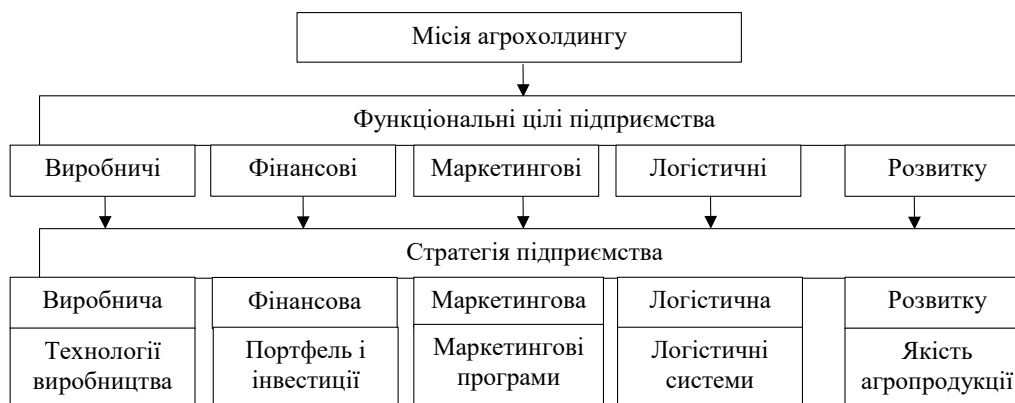 Місія агрохолдингу
Функціональні цілі підприємства
Виробничі
Фінансові
Маркетингові
Логістичні
Розвитку
Стратегія підприємства
Виробнича
Фінансова
Маркетингова
Логістична
Розвитку
Технології
виробництва
Портфель і
інвестиції
Маркетингові
програми
Логістичні
системи
Якість
агропродукції